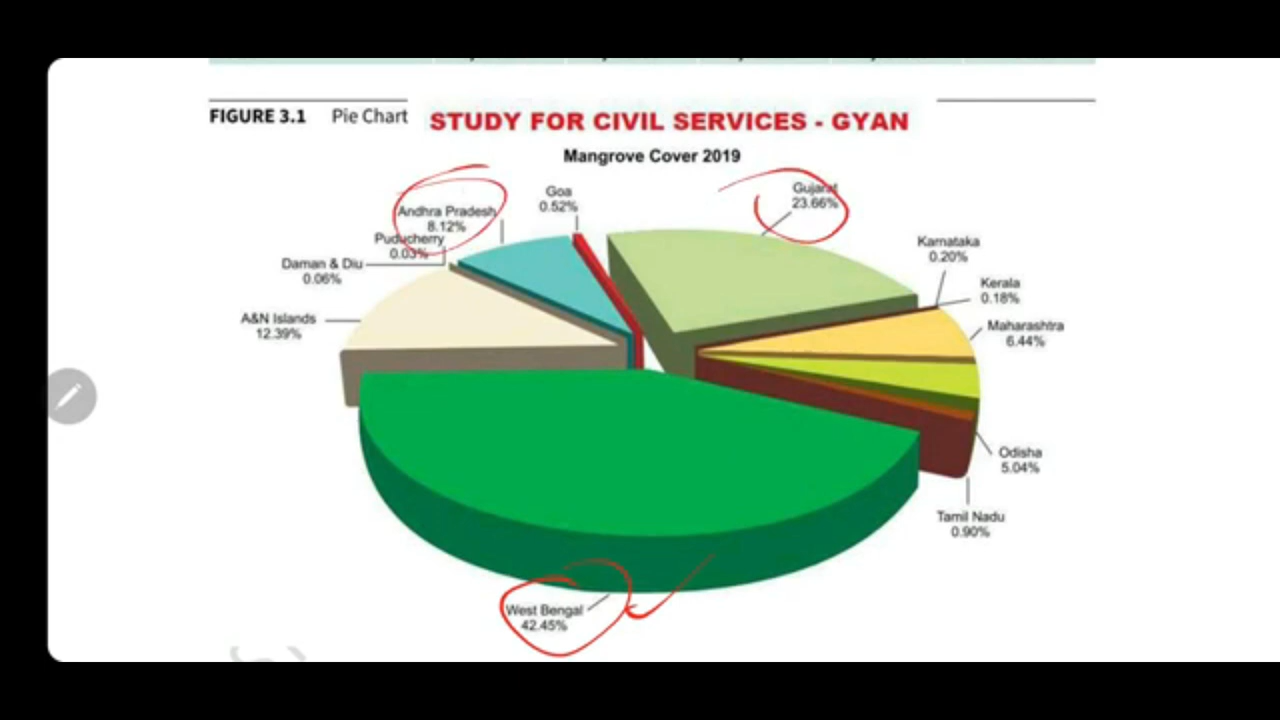 FIGURE 3.1 Pie Chart
STUDY FOR CIVIL SERVICES - GYAN
Mangrove Cover 2019
Gujarat
23.66%
Goa
0.52%
Andhra Pradesh
8.12%
Puducherry
0.03%
Daman & Diu
0.06%
A&N Islands
12.39%
Karnataka
0.20%
Kerala
0.18%
Maharashtra
6.44%
Odisha
5.04%
Tamil Nadu
0.90%
West Bengal
42.45%